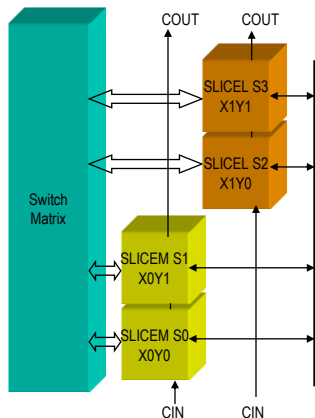 COUT
COUT
SLICEL S3
X1Y1
SLICEL S2
X1Y0
Switch
Matrix
SLICEM S1
X0Y1
SLICEM S0
X0Y0
CIN
CIN